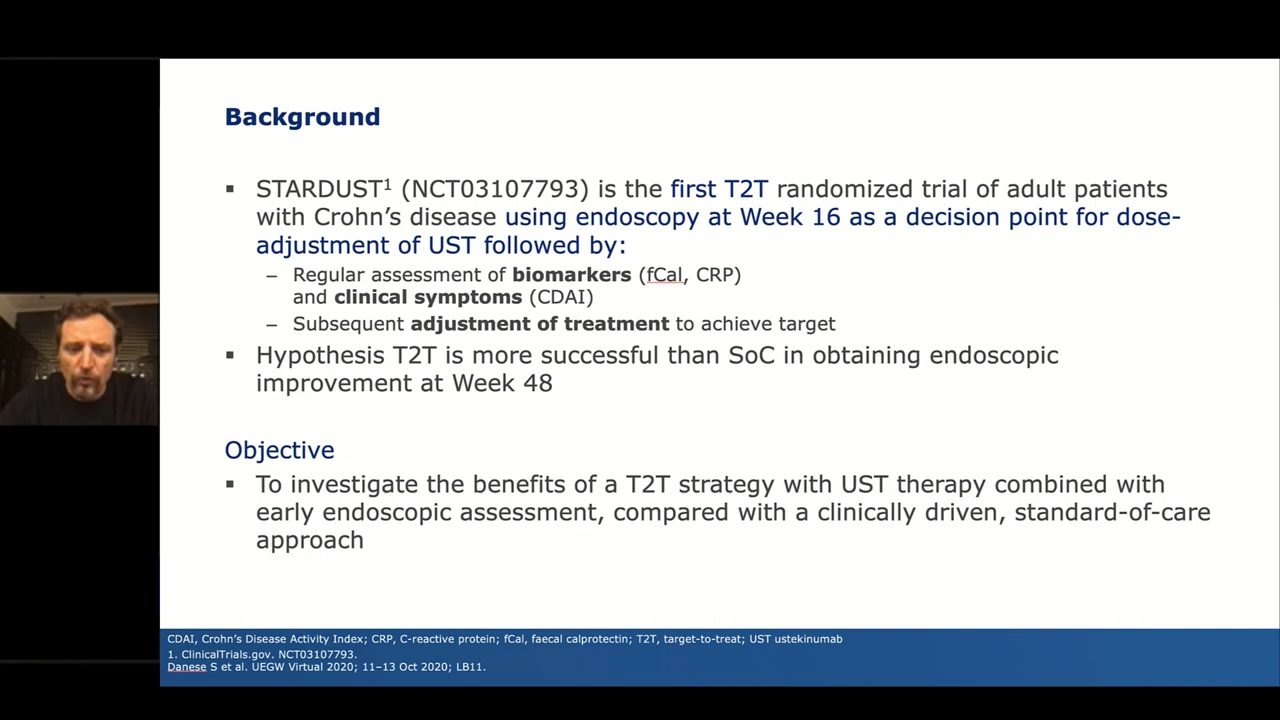 Background
▪ STARDUST¹ (NCT03107793) is the first T2T randomized trial of adult patients
with Crohn’s disease using endoscopy at Week 16 as a decision point for dose-
adjustment of UST followed by:
– Regular assessment of biomarkers (fCal, CRP)
and clinical symptoms (CDAI)
– Subsequent adjustment of treatment to achieve target
▪ Hypothesis T2T is more successful than SoC in obtaining endoscopic
improvement at Week 48
Objective
▪ To investigate the benefits of a T2T strategy with UST therapy combined with
early endoscopic assessment, compared with a clinically driven, standard-of-care
approach
CDAI, Crohn’s Disease Activity Index; CRP, C-reactive protein; fCal, faecal calprotectin; T2T, target-to-treat; UST ustekinumab
1. ClinicalTrials.gov. NCT03107793.
Danese S et al. UEGW Virtual 2020; 11–13 Oct 2020; LB11.